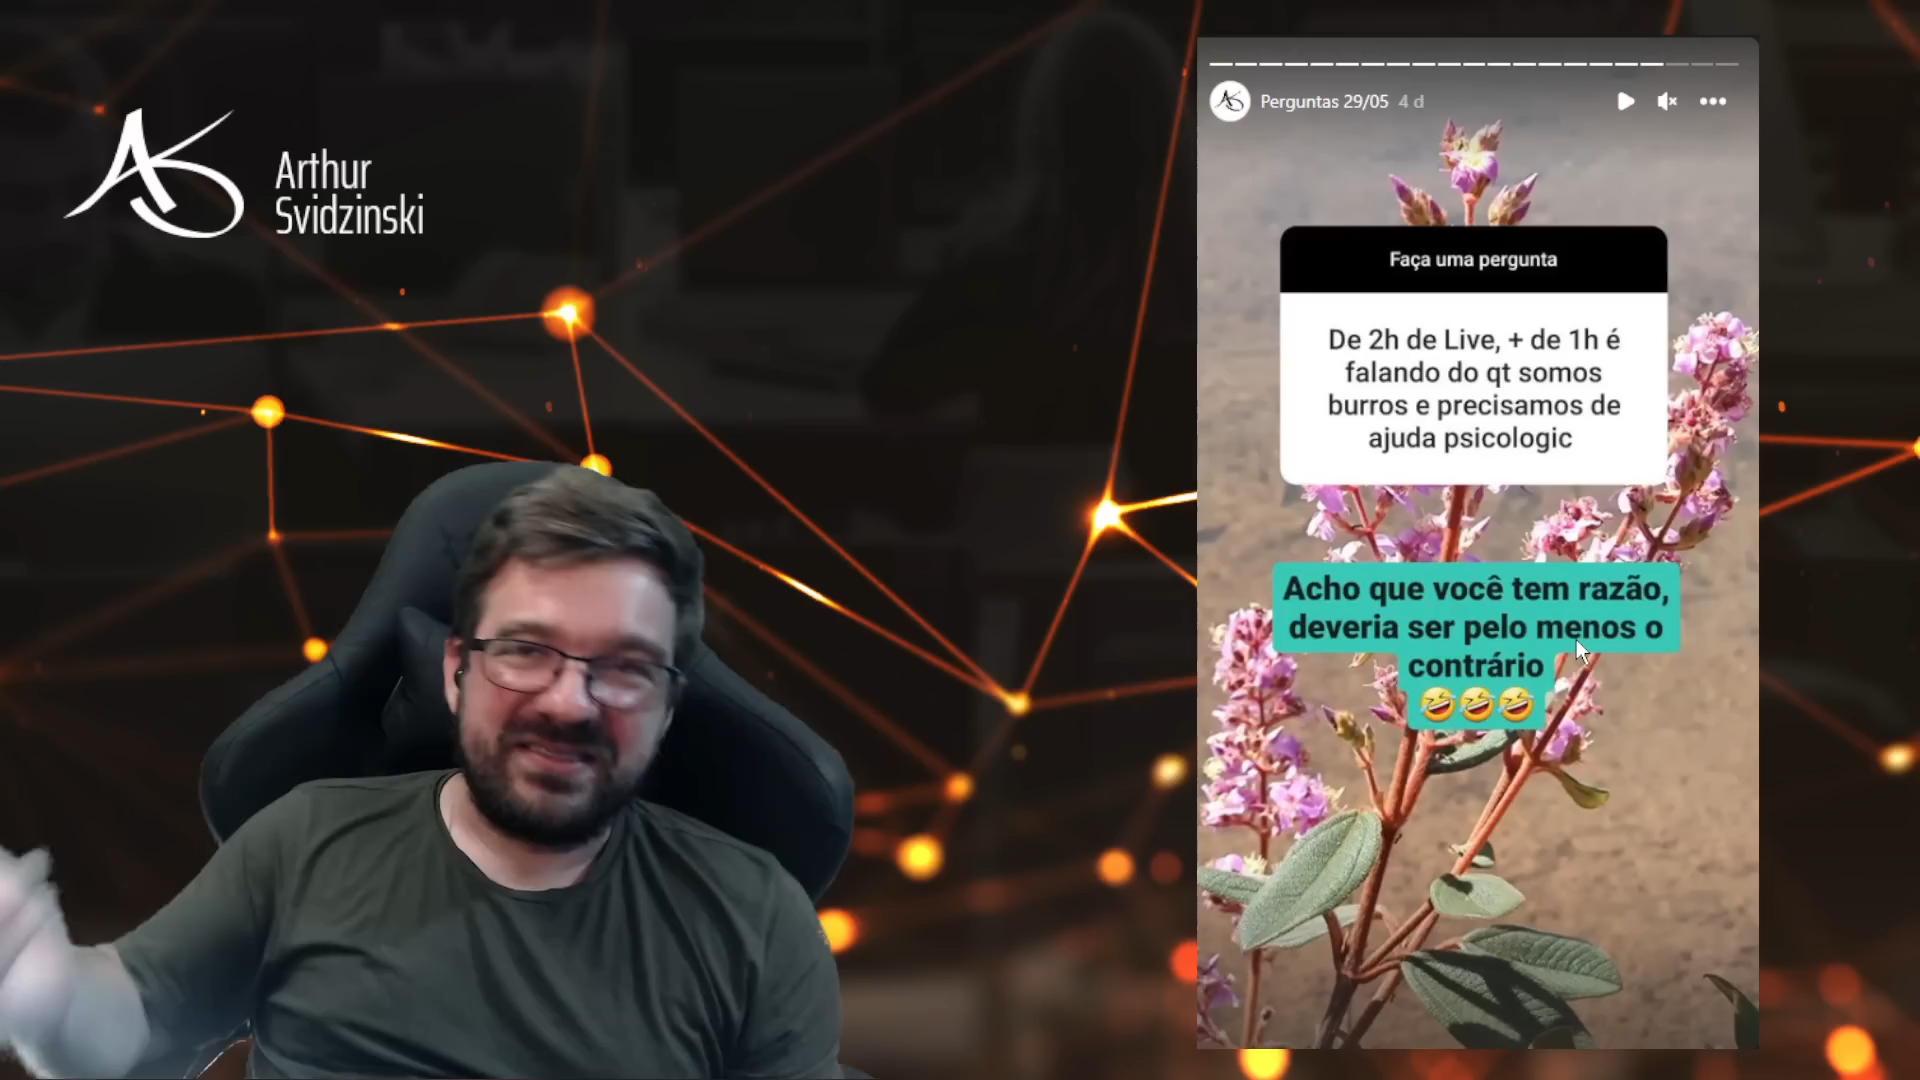 Arthur
Svidzinski
Perguntas 29/05 4 d
Faça uma pergunta
De 2h de Live, + de 1h é
falando do qt somos
burros e precisamos de
ajuda psicologic
Acho que você tem razão,
deveria ser pelo menos o
contrário
🤣🤣🤣